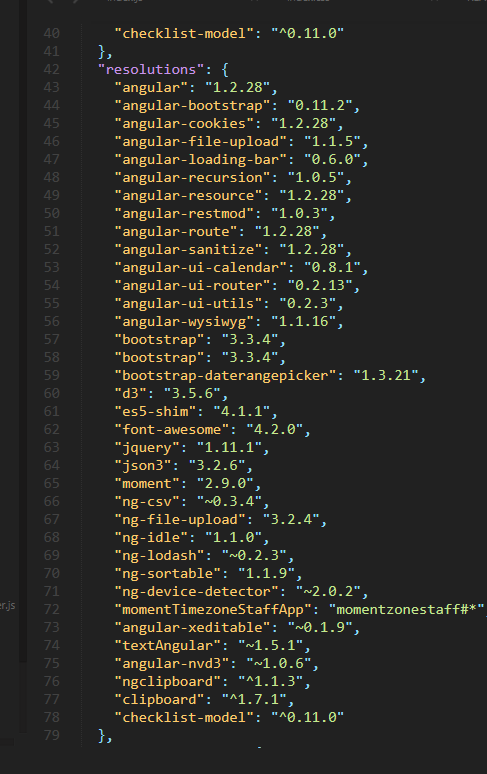 40 "checklist-model": "^0.11.0"
41 },
42 "resolutions": {
43 "angular": "1.2.28",
44 "angular-bootstrap": "0.11.2",
45 "angular-cookies": "1.2.28",
46 "angular-file-upload": "1.1.5",
47 "angular-loading-bar": "0.6.0",
48 "angular-recursion": "1.0.5",
49 "angular-resource": "1.2.28",
50 "angular-restmod": "1.0.3",
51 "angular-route": "1.2.28",
52 "angular-sanitize": "1.2.28",
53 "angular-ui-calendar": "0.8.1",
54 "angular-ui-router": "0.2.13",
55 "angular-ui-utils": "0.2.3",
56 "angular-wysiwyg": "1.1.16",
57 "bootstrap": "3.3.4",
58 "bootstrap": "3.3.4",
59 "bootstrap-daterangepicker": "1.3.21",
60 "d3": "3.5.6",
61 "es5-shim": "4.1.1",
62 "font-awesome": "4.2.0",
63 "jquery": "1.11.1",
64 "json3": "3.2.6",
65 "moment": "2.9.0",
66 "ng-csv": "~0.3.4",
67 "ng-file-upload": "3.2.4",
68 "ng-idle": "1.1.0",
69 "ng-lodash": "~0.2.3",
70 "ng-sortable": "1.1.9",
71 "ng-device-detector": "~2.0.2",
er.js
72 "momentTimezoneStaffApp": "momentzonestaff#*",
73 "angular-xeditable": "~0.1.9",
74 "textAngular": "~1.5.1",
75 "angular-nvd3": "~1.0.6",
76 "ngclipboard": "^1.1.3",
77 "clipboard": "^1.7.1",
78 "checklist-model": "^0.11.0"
79 },